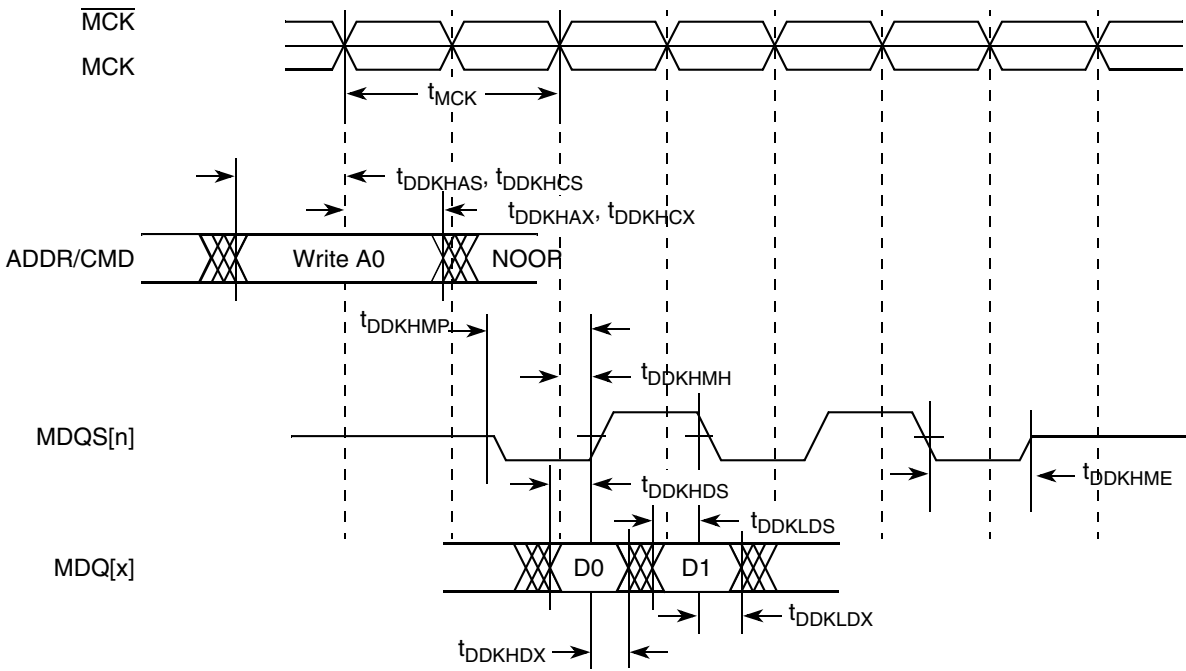 MCK
MCK
tMCK
tDDKHAS, tDDKHCS
tDDKHAX, tDDKHCX
ADDR/CMD
Write A0
NOOP
tDDKHMP
tDDKHMH
MDQS[n]
tDDKHME
tDDKHDS
tDDKLDS
MDQ[x]
D0
D1
tDDKLDX
tDDKHDX